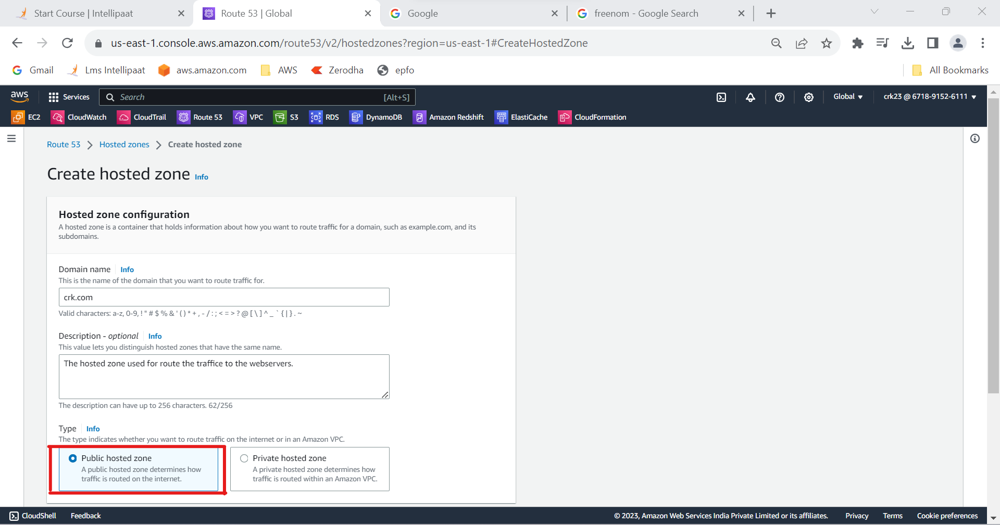 Start Course | Intellipaat
Route 53 | Global
Google
freenom - Google Search
us-east-1.console.aws.amazon.com/route53/v2/hostedzones?region=us-east-1#CreateHostedZone
Gmail
Lms Intellipaat
aws.amazon.com
AWS
Zerodha
epfo
All Bookmarks
aws
Services
Search
[Alt+S]
Global
crk23 @ 6718-9152-6111
EC2
CloudWatch
CloudTrail
Route 53
VPC
S3
RDS
DynamoDB
Amazon Redshift
ElastiCache
CloudFormation
Route 53
Hosted zones
Create hosted zone
Create hosted zone Info
Hosted zone configuration
A hosted zone is a container that holds information about how you want to route traffic for a domain, such as example.com, and its
subdomains.
Domain name Info
This is the name of the domain that you want to route traffic for.
crk.com
Valid characters: a-z, 0-9, ! " # $ % & ' ( ) * + , - / : ; < = > ? @ [ \ ] ^ _ ` { | } . ~
Description - optional Info
This value lets you distinguish hosted zones that have the same name.
The hosted zone used for route the traffice to the webservers.
The description can have up to 256 characters. 62/256
Type Info
The type indicates whether you want to route traffic on the internet or in an Amazon VPC.
Public hosted zone
A public hosted zone determines how
traffic is routed on the internet.
Private hosted zone
A private hosted zone determines how
traffic is routed within an Amazon VPC.
CloudShell
Feedback
© 2023, Amazon Web Services India Private Limited or its affiliates.
Privacy
Terms
Cookie preferences